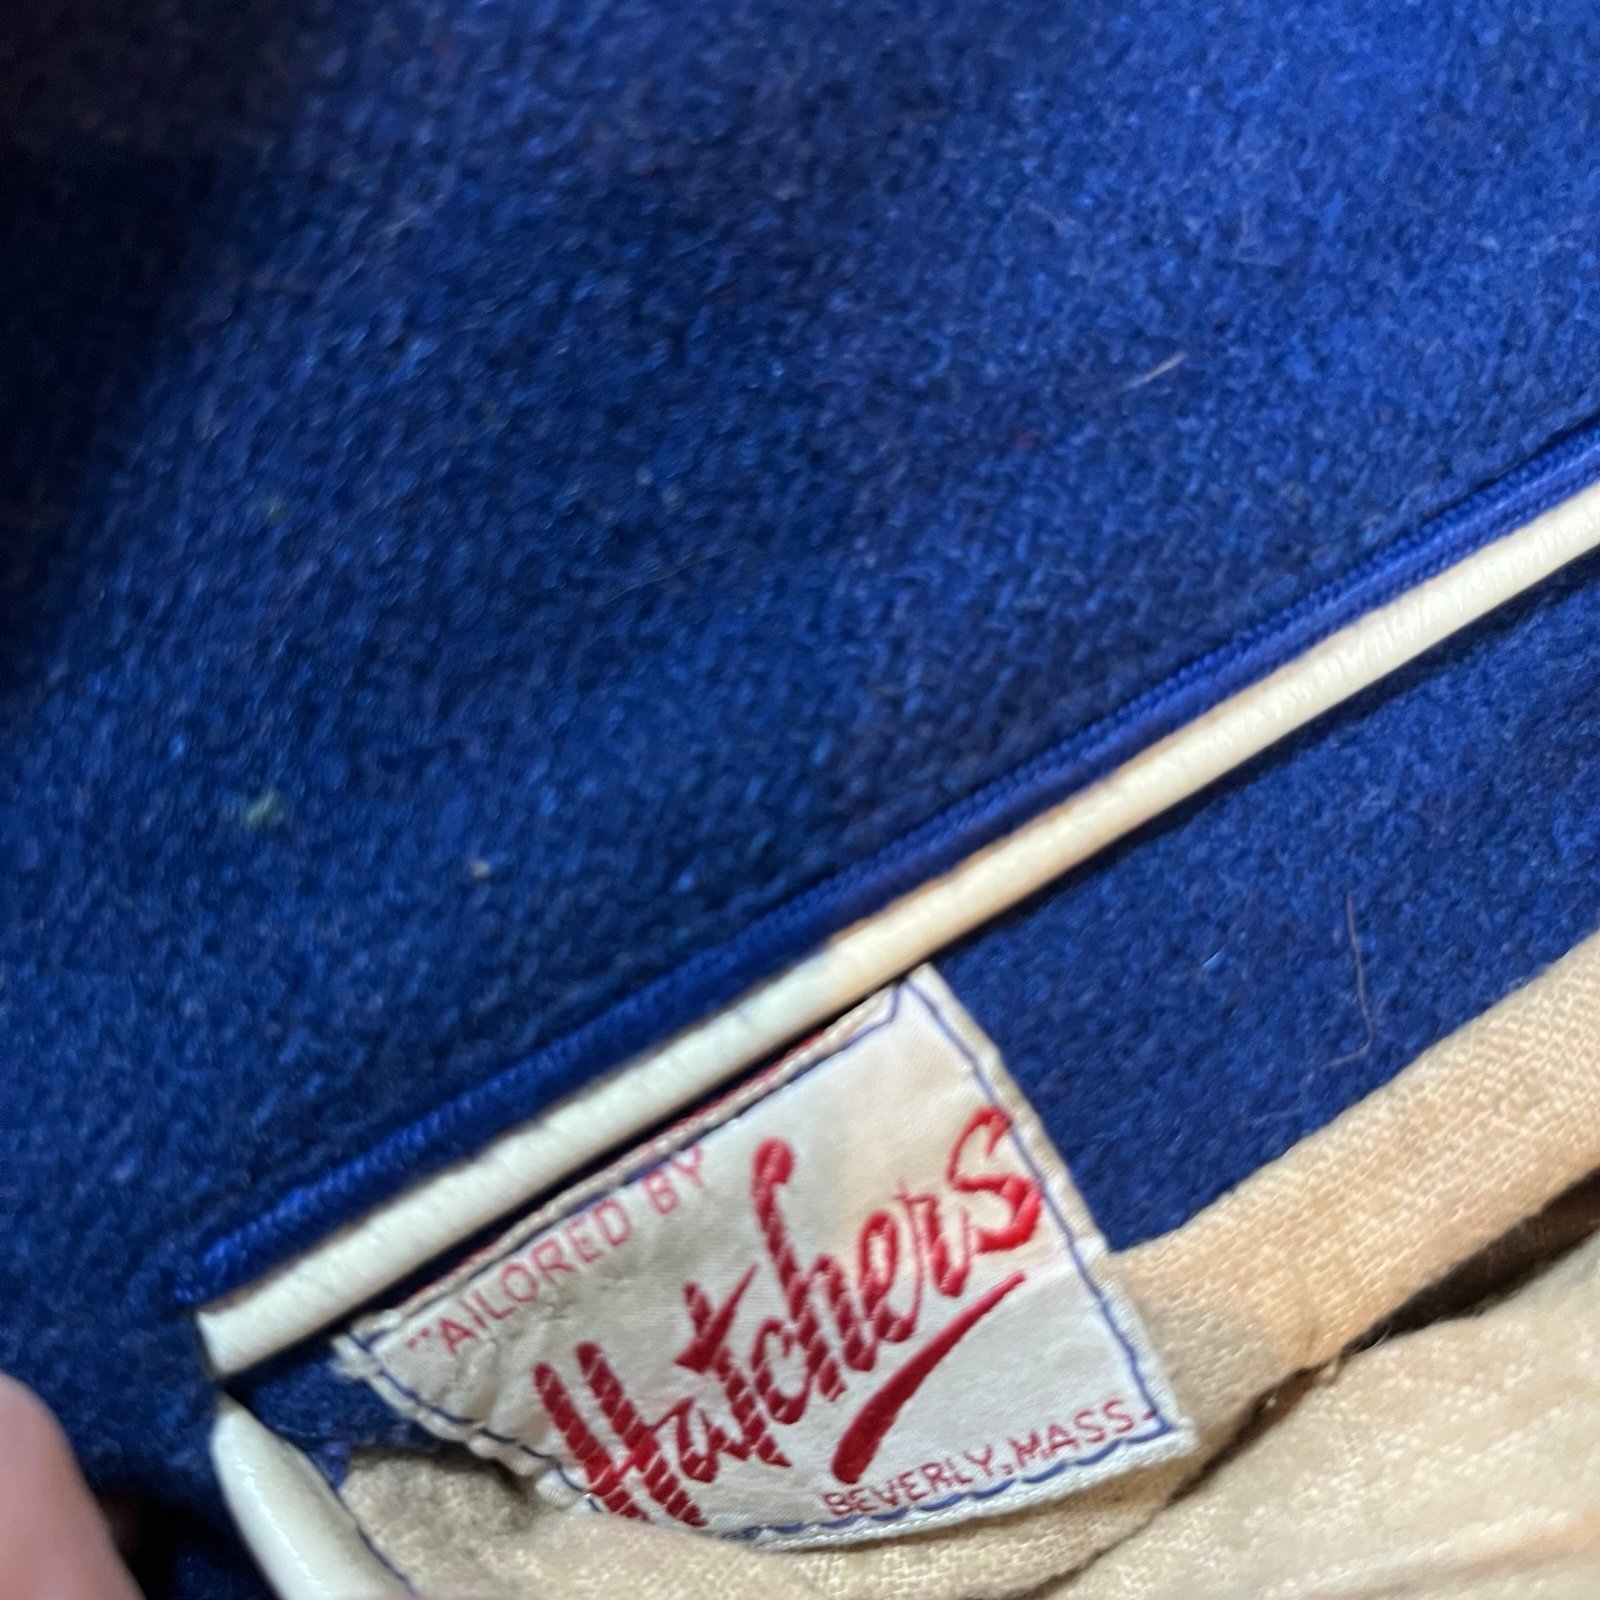 TAILORED BY
Hatchers
BEVERLY, MASS.